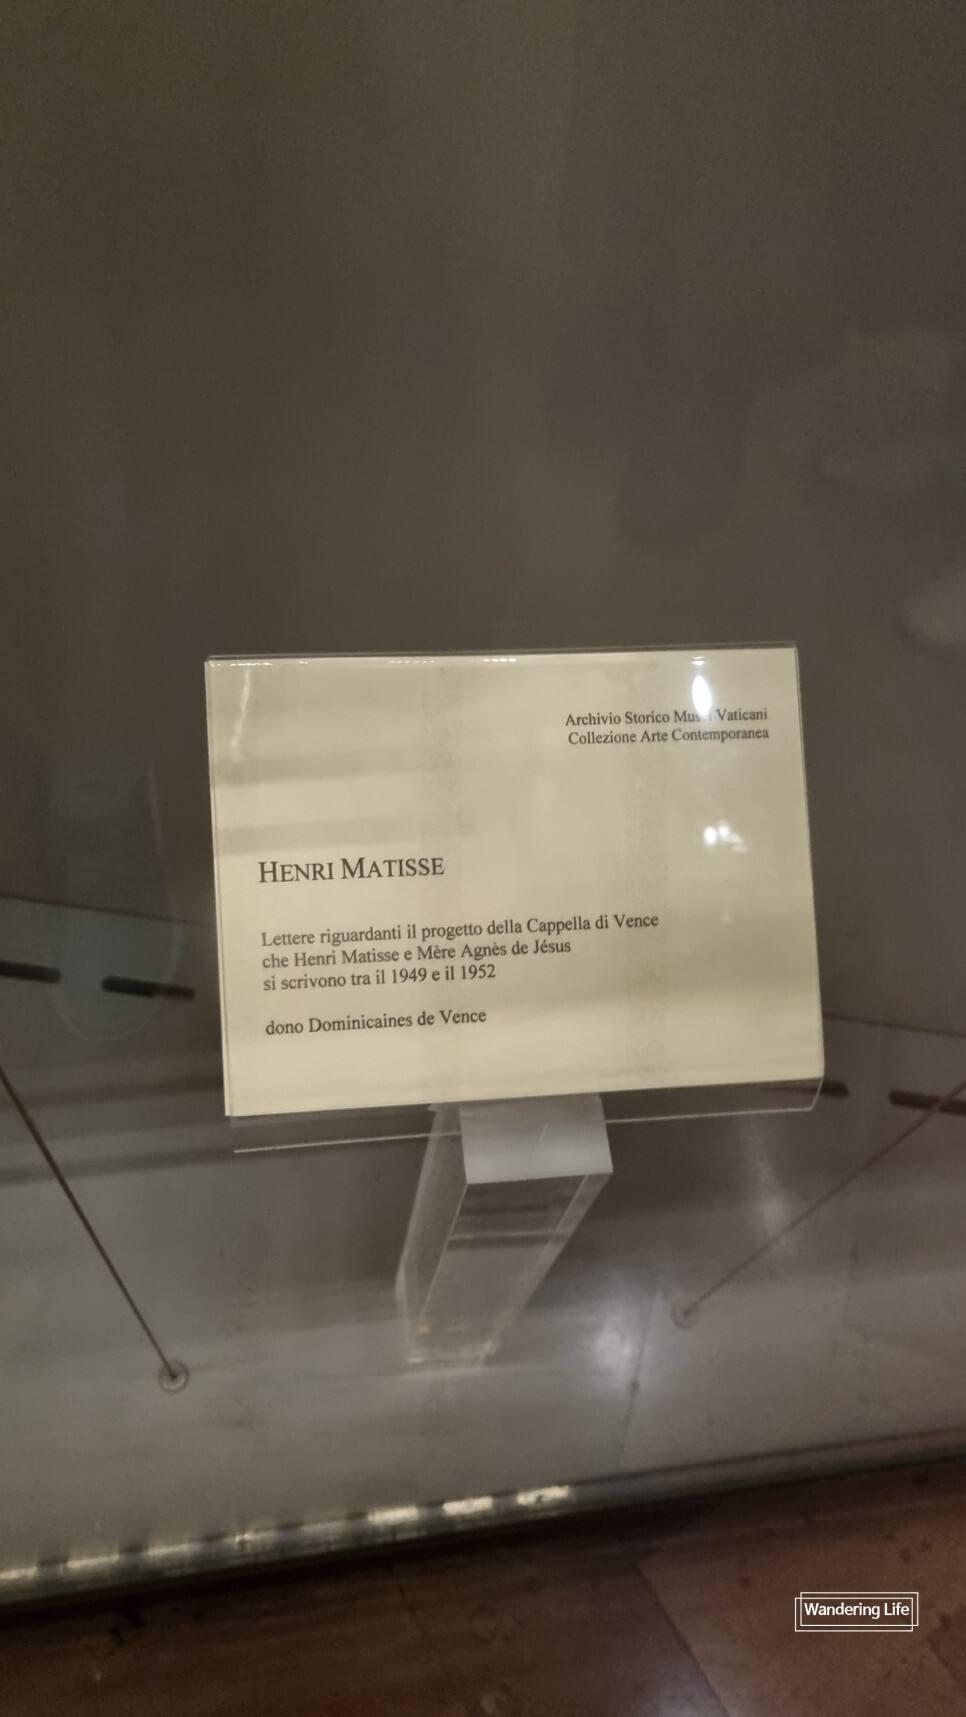 Archivio Storico Musei Vaticani
Collezione Arte Contemporanea
HENRI MATISSE
Lettere riguardanti il progetto della Cappella di Vence
che Henri Matisse e Mère Agnès de Jésus
si scrivono tra il 1949 e il 1952
dono Dominicaines de Vence
Wandering Life